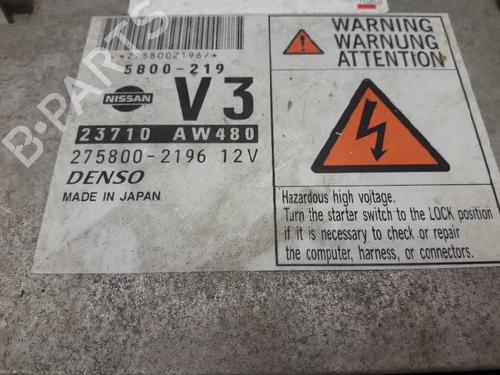 *275800219​6/*
5800-219
NISSAN
V3
23710 AW480
275800-2196 12V
DENSO
MADE IN JAPAN
WARNING
WARNUNG
ATTENTION
Hazardous high voltage.
Turn the starter switch to the LOCK position
if it is necessary to check or repair
the computer, harness, or connectors.
B-PARTS